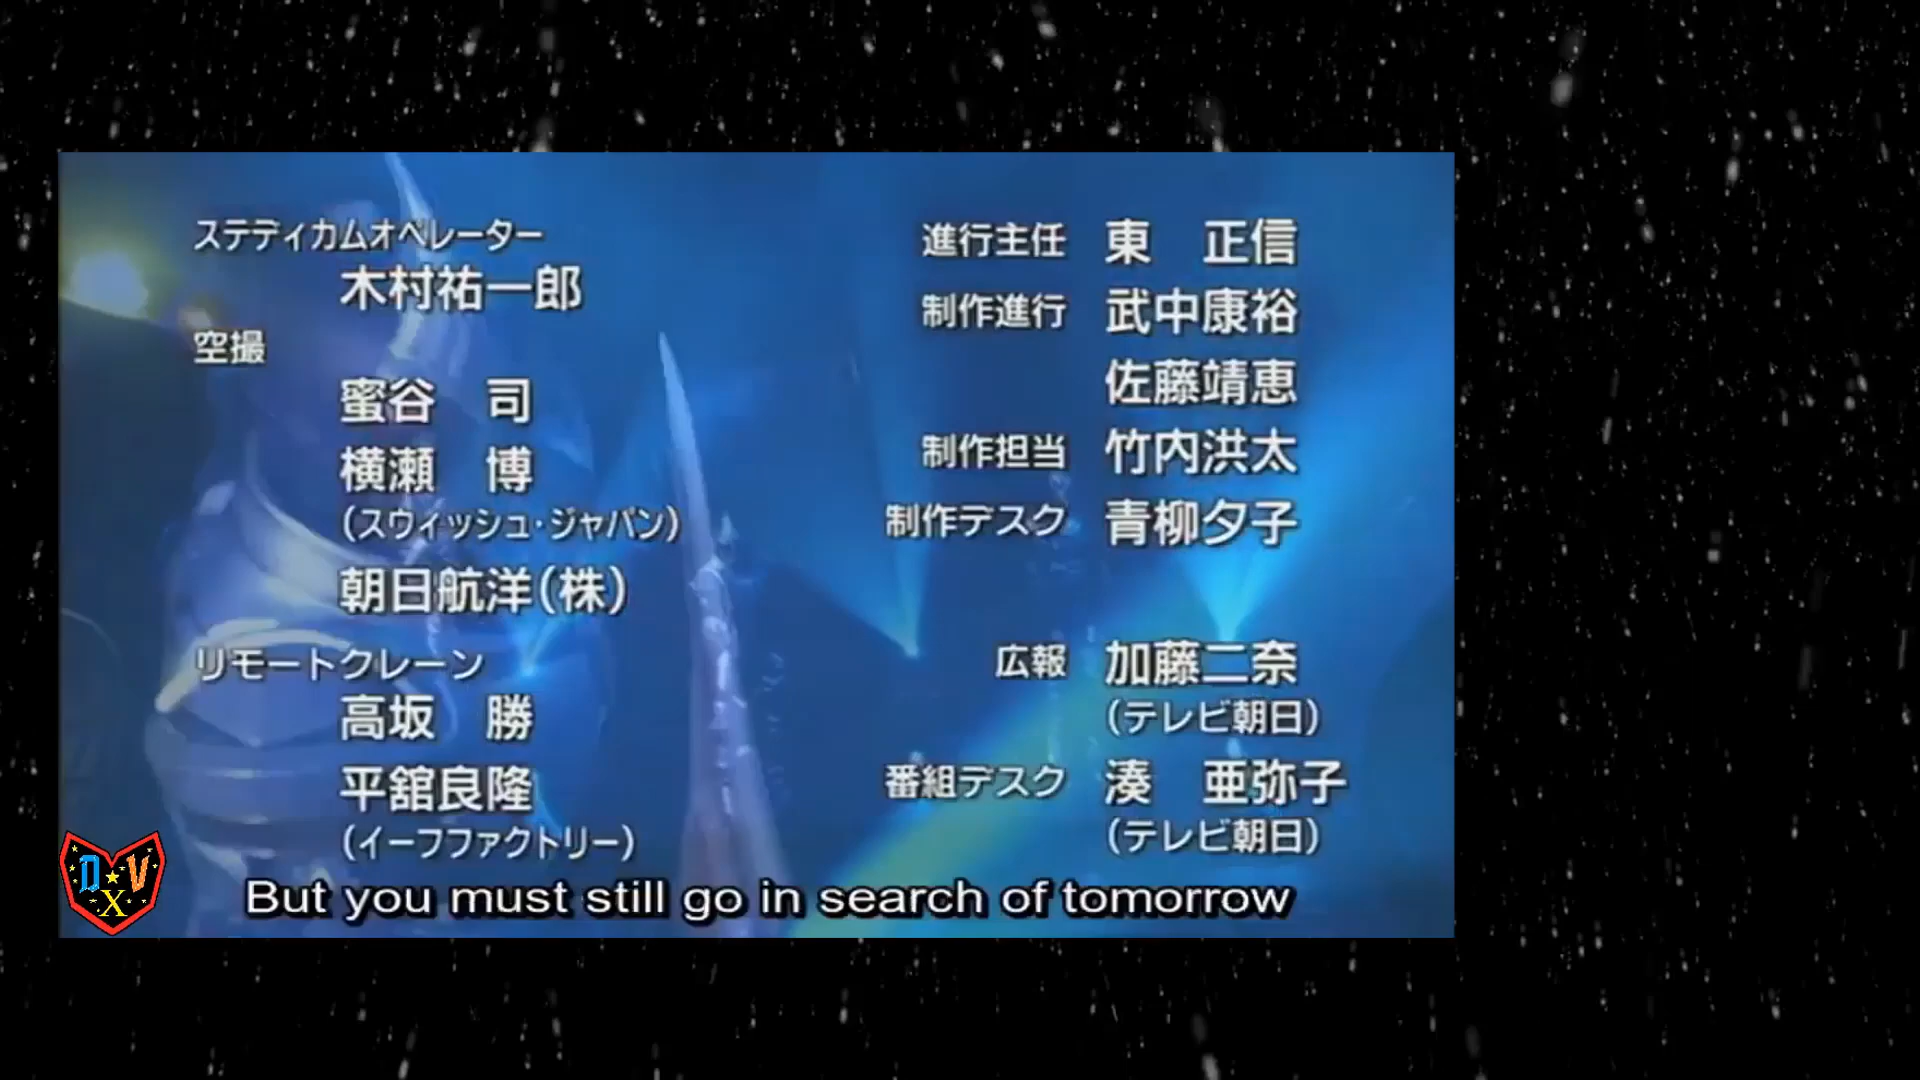 ステディカムオペレーター
木村祐一郎
空撮
蜜谷　司
横瀬　博
(スウィッシュ・ジャパン)
朝日航洋(株)
リモートクレーン
高坂　勝
平舘良隆
(イーフファクトリー)
進行主任　東　正信
制作進行　武中康裕
佐藤靖恵
制作担当　竹内洪太
制作デスク　青柳夕子
広報　加藤二奈
(テレビ朝日)
番組デスク　湊　亜弥子
(テレビ朝日)
But you must still go in search of tomorrow
D X V